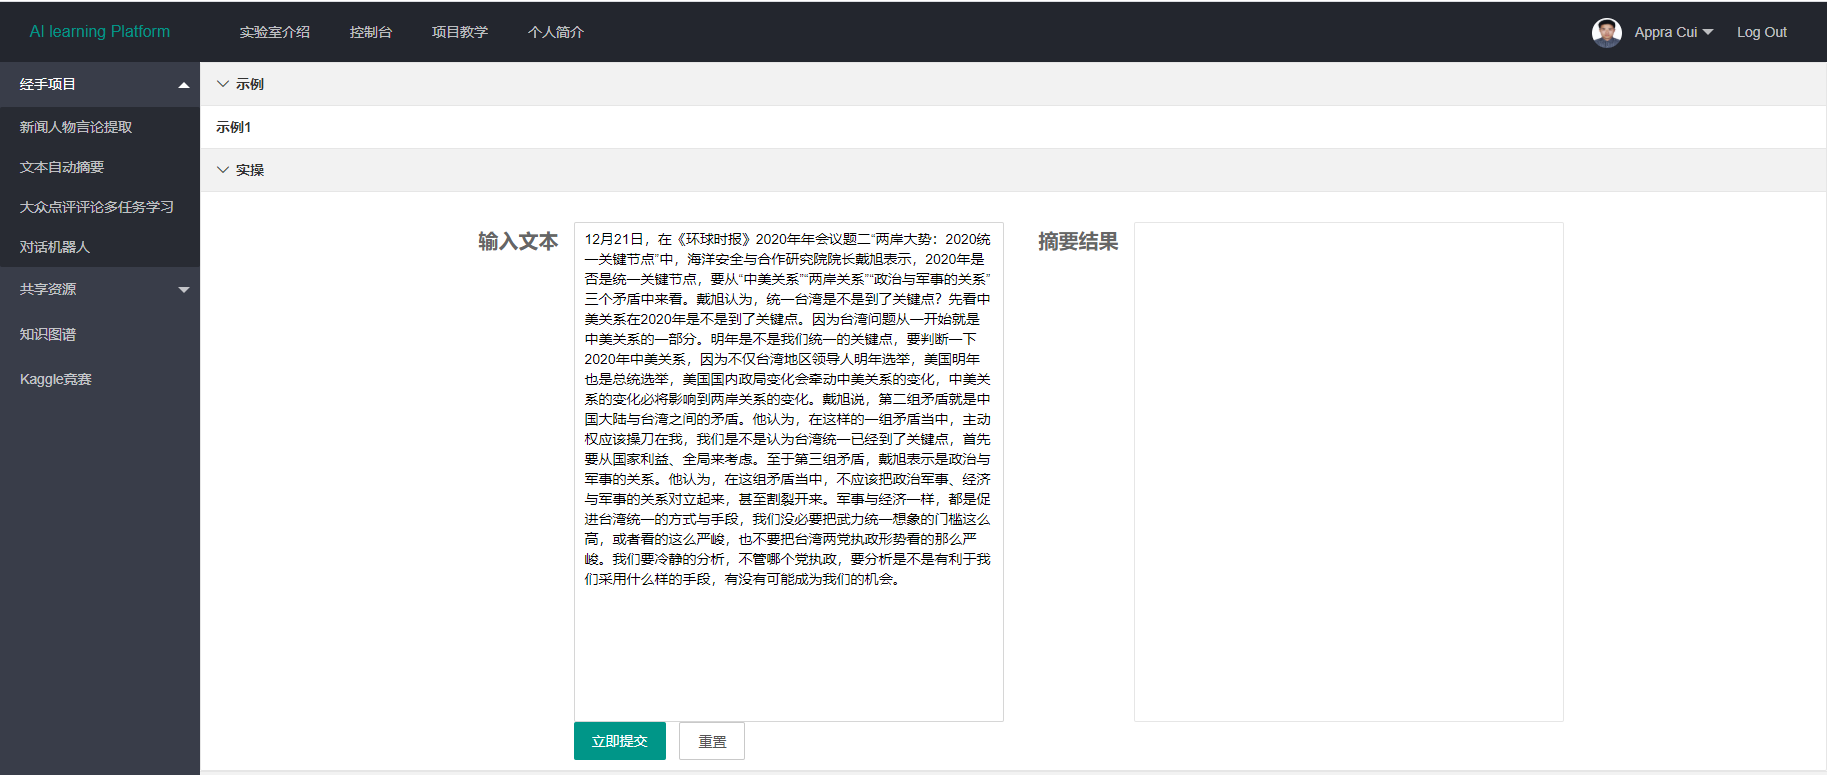 AI learning Platform
实验室介绍
控制台
项目教学
个人简介
Appra Cui
Log Out
经手项目
新闻人物言论提取
文本自动摘要
大众点评评论多任务学习
对话机器人
共享资源
知识图谱
Kaggle竞赛
示例
示例1
实操
输入文本
12月21日，在《环球时报》2020年年会议题二“两岸大势：2020统
一关键节点”中，海洋安全与合作研究院院长戴旭表示，2020年是
否是统一关键节点，要从“中美关系”“两岸关系”“政治与军事的关系”
三个矛盾中来看。戴旭认为，统一台湾是不是到了关键点？先看中
美关系在2020年是不是到了关键点。因为台湾问题从一开始就是
中美关系的一部分。明年是不是我们统一的关键点，要判断一下
2020年中美关系，因为不仅台湾地区领导人明年选举，美国明年
也是总统选举，美国国内政局变化会牵动中美关系的变化，中美关
系的变化必将影响到两岸关系的变化。戴旭说，第二组矛盾就是中
国大陆与台湾之间的矛盾。他认为，在这样的一组矛盾当中，主动
权应该操刀在我，我们是不是认为台湾统一已经到了关键点，首先
要从国家利益、全局来考虑。至于第三组矛盾，戴旭表示是政治与
军事的关系。他认为，在这组矛盾当中，不应该把政治军事、经济
与军事的关系对立起来，甚至割裂开来。军事与经济一样，都是促
进台湾统一的方式与手段，我们没必要把武力统一想象的门槛这么
高，或者看的这么严峻，也不要把台湾两党执政形势看的那么严
峻。我们要冷静的分析，不管哪个党执政，要分析是不是有利于我
们采用什么样的手段，有没有可能成为我们的机会。
摘要结果
立即提交
重置